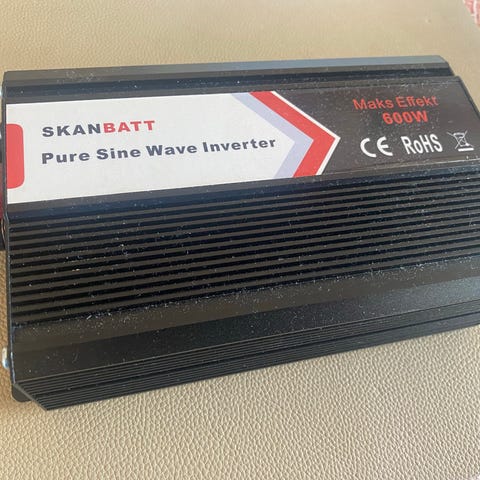 SKANBATT
Pure Sine Wave Inverter
Maks Effekt
600W
CE RoHS